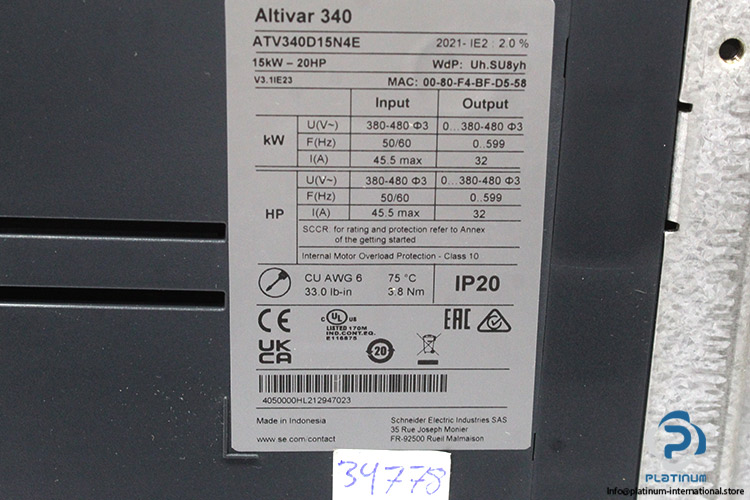 Altivar 340
ATV340D15N4E 2021- IE2 : 2.0 %
15kW – 20HP WdP: Uh.SU8yh
V3.1IE23 MAC: 00-80-F4-BF-D5-58
Input Output
kW
U(V~) 380-480 Φ3 0...380-480 Φ3
F(Hz) 50/60 0..599
I(A) 45.5 max 32
HP
U(V~) 380-480 Φ3 0...380-480 Φ3
F(Hz) 50/60 0..599
I(A) 45.5 max 32
SCCR: for rating and protection refer to Annex
of the getting started
Internal Motor Overload Protection - Class 10
CU AWG 6 75 °C
33.0 lb-in 3.8 Nm
IP20
CE
C UL US
LISTED 170M
IND.CONT.EQ.
E116875
EAC
UK
CA
20
4050000HL212947023
Made in Indonesia Schneider Electric Industries SAS
35 Rue Joseph Monier
www.se.com/contact FR-92500 Rueil Malmaison
34778
PLATINUM
INTERNATIONAL
Info@platinum-international.store